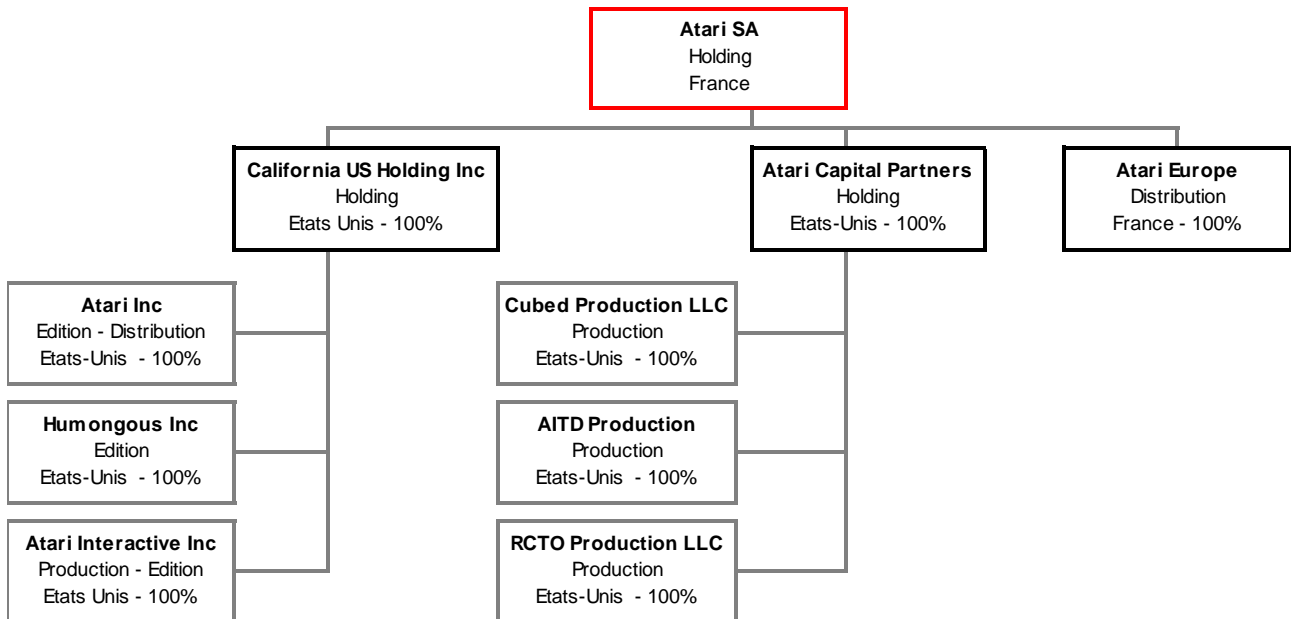 Atari SA
Holding
France
California US Holding Inc
Holding
Etats Unis - 100%
Atari Capital Partners
Holding
Etats-Unis - 100%
Atari Europe
Distribution
France - 100%
Atari Inc
Edition - Distribution
Etats-Unis - 100%
Cubed Production LLC
Production
Etats-Unis - 100%
Humongous Inc
Edition
Etats-Unis - 100%
AITD Production
Production
Etats-Unis - 100%
Atari Interactive Inc
Production - Edition
Etats Unis - 100%
RCTO Production LLC
Production
Etats-Unis - 100%